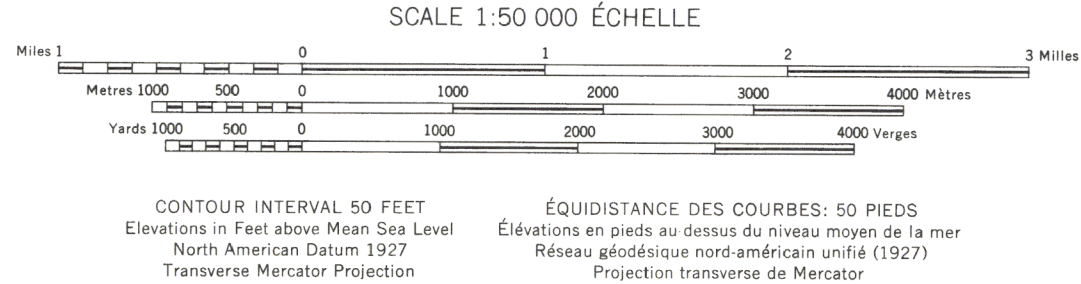 SCALE 1:50 000 ÉCHELLE
Miles 1 0 1 2 3 Milles
Metres 1000 500 0 1000 2000 3000 4000 Mètres
Yards 1000 500 0 1000 2000 3000 4000 Verges
CONTOUR INTERVAL 50 FEET
Elevations in Feet above Mean Sea Level
North American Datum 1927
Transverse Mercator Projection
ÉQUIDISTANCE DES COURBES: 50 PIEDS
Élévations en pieds au-dessus du niveau moyen de la mer
Réseau géodésique nord-américain unifié (1927)
Projection transverse de Mercator